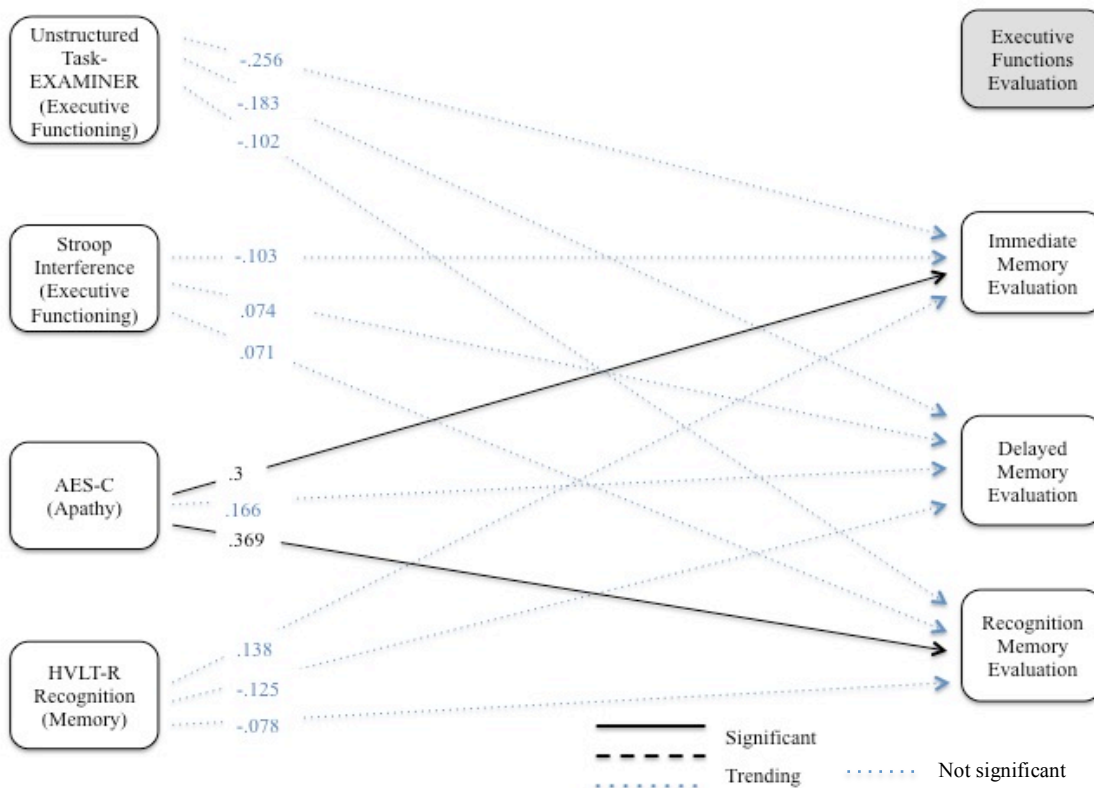 Unstructured
Task-
EXAMINER
(Executive
Functioning)
-.256
-.183
-.102
Executive
Functions
Evaluation
Stroop
Interference
(Executive
Functioning)
-.103
.074
.071
Immediate
Memory
Evaluation
AES-C
(Apathy)
.3
.166
.369
Delayed
Memory
Evaluation
HVLT-R
Recognition
(Memory)
.138
-.125
-.078
Recognition
Memory
Evaluation
Significant
Trending
Not significant